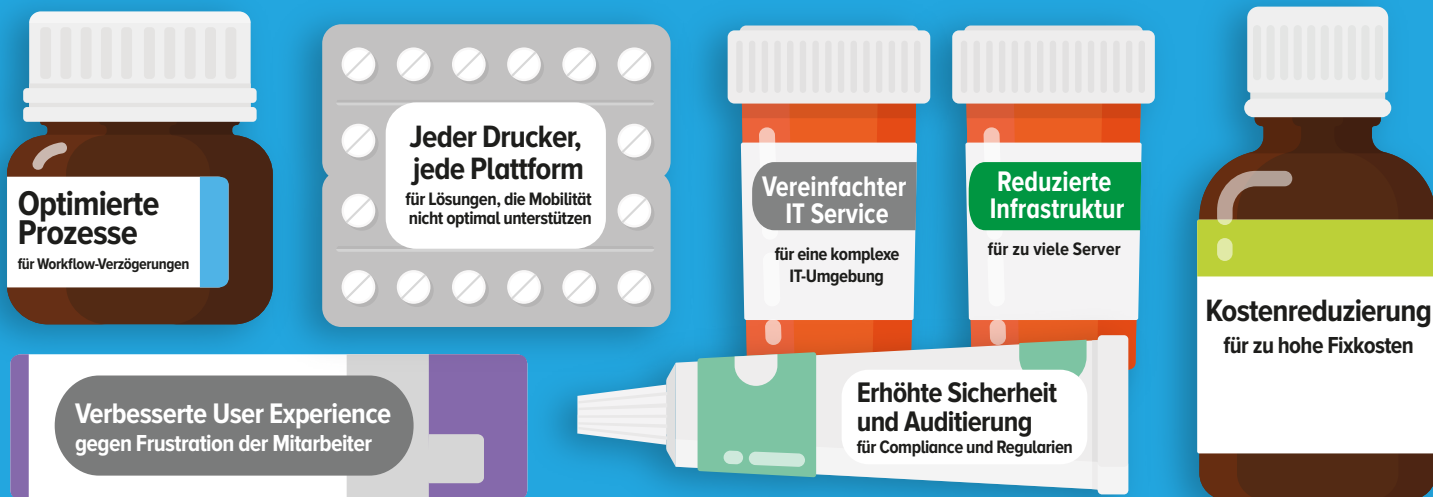 Optimierte
Prozesse
für Workflow-Verzögerungen
Jeder Drucker,
jede Plattform
für Lösungen, die Mobilität
nicht optimal unterstützen
Vereinfachter
IT Service
für eine komplexe
IT-Umgebung
Reduzierte
Infrastruktur
für zu viele Server
Kostenreduzierung
für zu hohe Fixkosten
Verbesserte User Experience
gegen Frustration der Mitarbeiter
Erhöhte Sicherheit
und Auditierung
für Compliance und Regularien